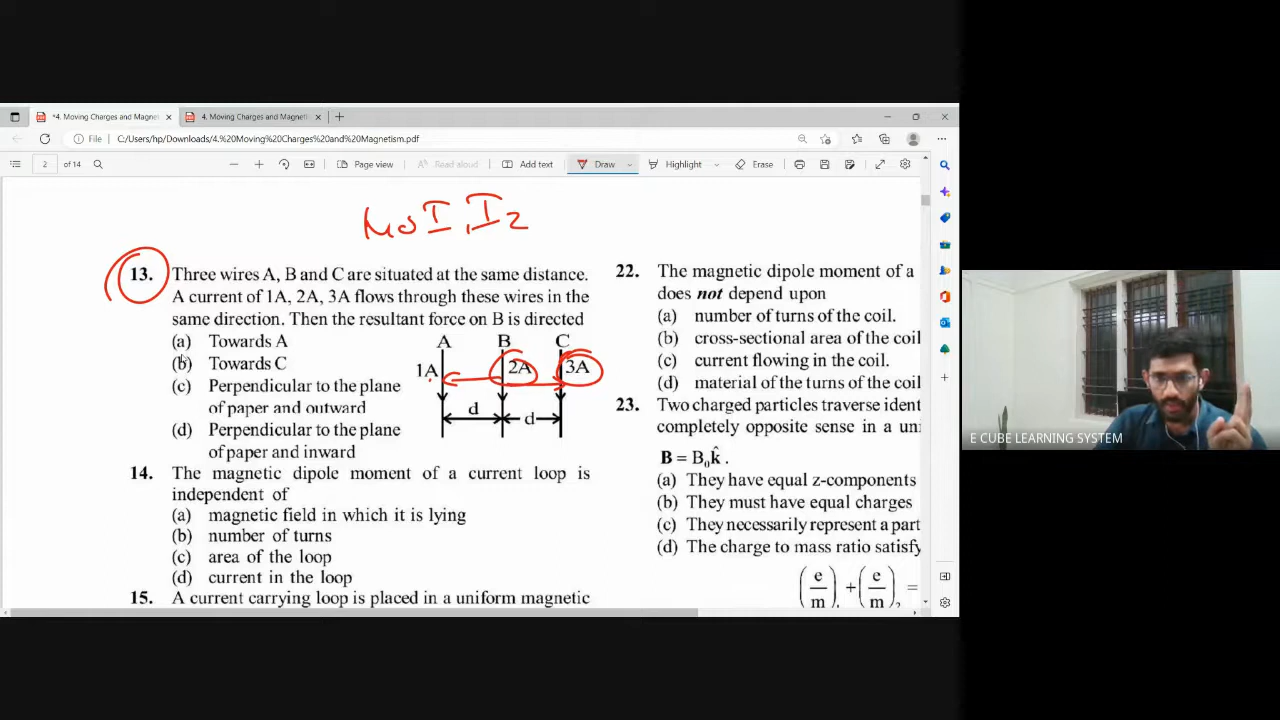 *4. Moving Charges and Magne
4. Moving Charges and Magneti
File
C:/Users/hp/Downloads/4.%20Moving%20Charges%20and%20Magnetism.pdf
2 of 14
Page view
Read aloud
Add text
Draw
Highlight
Erase
μ0 I1 I2
13. Three wires A, B and C are situated at the same distance.
A current of 1A, 2A, 3A flows through these wires in the
same direction. Then the resultant force on B is directed
(a) Towards A
(b) Towards C
(c) Perpendicular to the plane
of paper and outward
(d) Perpendicular to the plane
of paper and inward
A B C
1A 2A 3A
d d
14. The magnetic dipole moment of a current loop is
independent of
(a) magnetic field in which it is lying
(b) number of turns
(c) area of the loop
(d) current in the loop
15. A current carrying loop is placed in a uniform magnetic
22. The magnetic dipole moment of a
does not depend upon
(a) number of turns of the coil.
(b) cross-sectional area of the coil
(c) current flowing in the coil.
(d) material of the turns of the coil
23. Two charged particles traverse ident
completely opposite sense in a uni
B = B0k̂ .
(a) They have equal z-components
(b) They must have equal charges
(c) They necessarily represent a part
(d) The charge to mass ratio satisfy
(e/m)1 + (e/m)2 =
E CUBE LEARNING SYSTEM